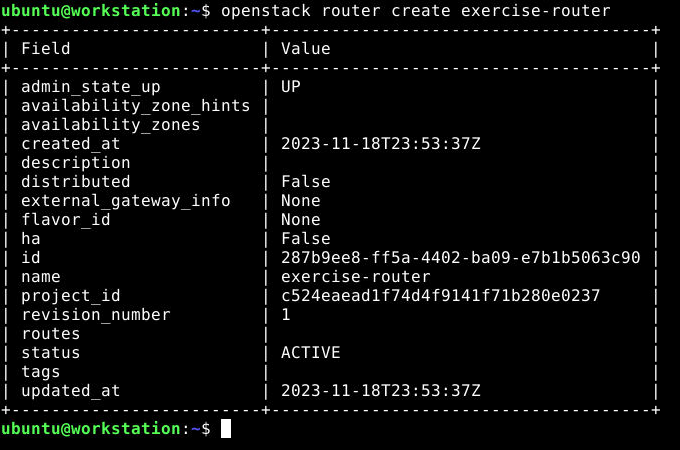 ubuntu@workstation:~$ openstack router create exercise-router
+-------------------------+--------------------------------------+
| Field                   | Value                                |
+-------------------------+--------------------------------------+
| admin_state_up          | UP                                   |
| availability_zone_hints |                                      |
| availability_zones      |                                      |
| created_at              | 2023-11-18T23:53:37Z                 |
| description             |                                      |
| distributed             | False                                |
| external_gateway_info   | None                                 |
| flavor_id               | None                                 |
| ha                      | False                                |
| id                      | 287b9ee8-ff5a-4402-ba09-e7b1b5063c90 |
| name                    | exercise-router                      |
| project_id              | c524eaead1f74d4f9141f71b280e0237     |
| revision_number         | 1                                    |
| routes                  |                                      |
| status                  | ACTIVE                               |
| tags                    |                                      |
| updated_at              | 2023-11-18T23:53:37Z                 |
+-------------------------+--------------------------------------+
ubuntu@workstation:~$